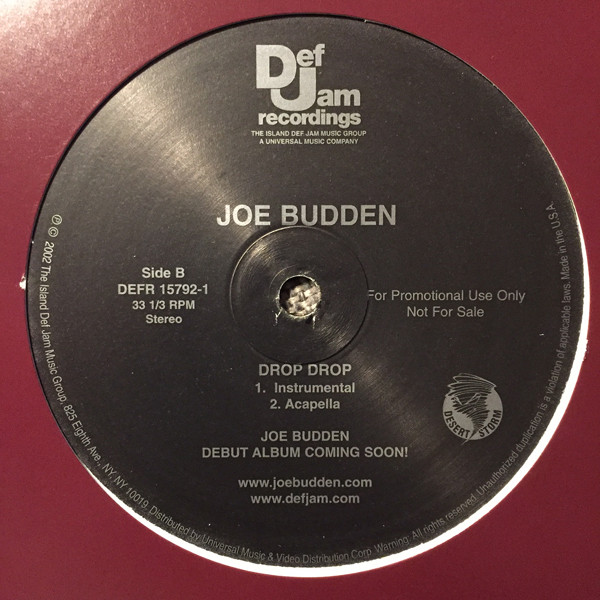 Def Jam
recordings
THE ISLAND DEF JAM MUSIC GROUP
A UNIVERSAL MUSIC COMPANY
JOE BUDDEN
Side B
DEFR 15792-1
33 1/3 RPM
Stereo
For Promotional Use Only
Not For Sale
DROP DROP
1. Instrumental
2. Acapella
JOE BUDDEN
DEBUT ALBUM COMING SOON!
www.joebudden.com
www.defjam.com
DESERT STORM
℗ © 2002 The Island Def Jam Music Group, 825 Eighth Ave., NY, NY 10019. Distributed by Universal Music & Video Distribution Corp. Warning: All rights reserved. Unauthorized duplication is a violation of applicable laws. Made in the U.S.A.